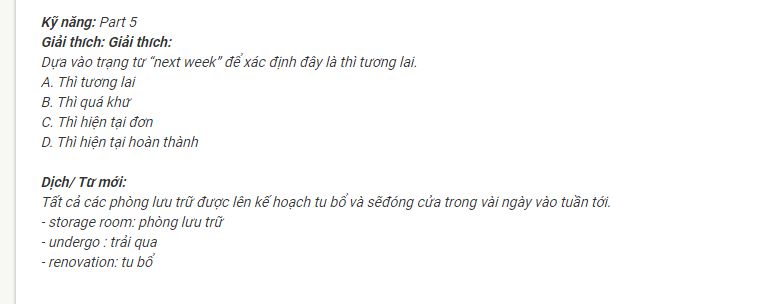 Kỹ năng: Part 5
Giải thích: Giải thích:
Dựa vào trạng từ “next week” để xác định đây là thì tương lai.
A. Thì tương lai
B. Thì quá khứ
C. Thì hiện tại đơn
D. Thì hiện tại hoàn thành
Dịch/ Từ mới:
Tất cả các phòng lưu trữ được lên kế hoạch tu bổ và sẽđóng cửa trong vài ngày vào tuần tới.
- storage room: phòng lưu trữ
- undergo : trải qua
- renovation: tu bổ